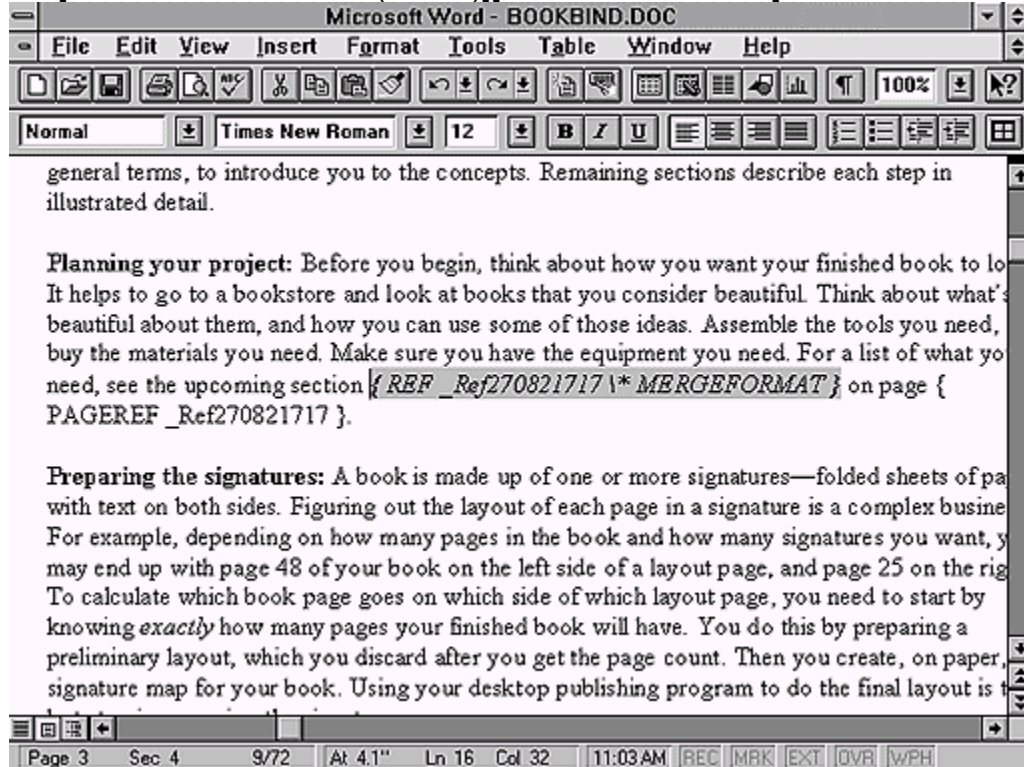 Microsoft Word - BOOKBIND.DOC
File Edit View Insert Format Tools Table Window Help
100%
Normal Times New Roman 12 B I U
general terms, to introduce you to the concepts. Remaining sections describe each step in
illustrated detail.
Planning your project: Before you begin, think about how you want your finished book to lo
It helps to go to a bookstore and look at books that you consider beautiful. Think about what's
beautiful about them, and how you can use some of those ideas. Assemble the tools you need,
buy the materials you need. Make sure you have the equipment you need. For a list of what yo
need, see the upcoming section { REF _Ref270821717 \* MERGEFORMAT } on page {
PAGEREF _Ref270821717 }.
Preparing the signatures: A book is made up of one or more signatures—folded sheets of pa
with text on both sides. Figuring out the layout of each page in a signature is a complex busine
For example, depending on how many pages in the book and how many signatures you want, y
may end up with page 48 of your book on the left side of a layout page, and page 25 on the rig
To calculate which book page goes on which side of which layout page, you need to start by
knowing exactly how many pages your finished book will have. You do this by preparing a
preliminary layout, which you discard after you get the page count. Then you create, on paper,
signature map for your book. Using your desktop publishing program to do the final layout is t
Page 3 Sec 4 9/72 At 4.1" Ln 16 Col 32 11:03 AM REC MRK EXT OVR WPH